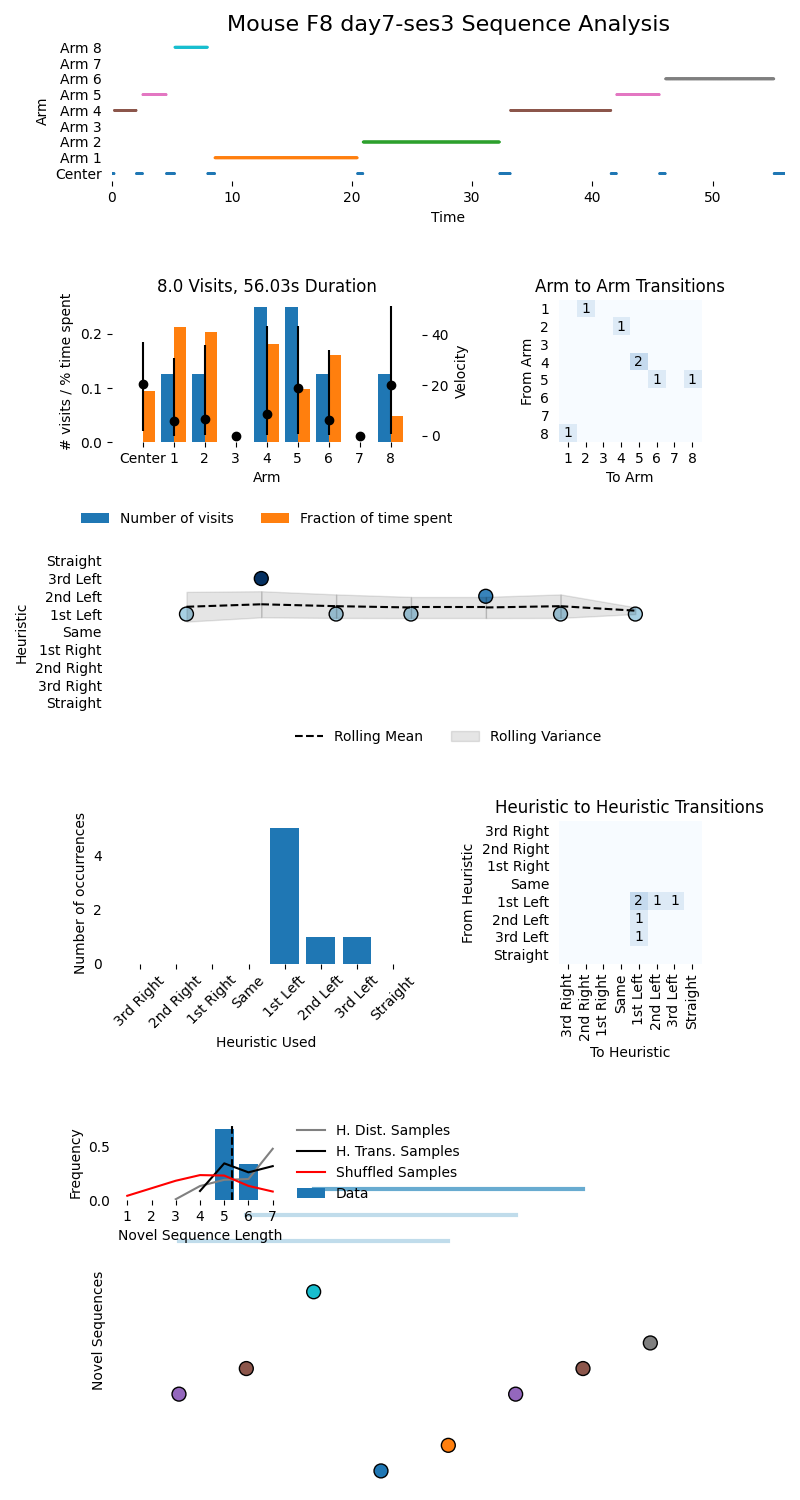 Mouse F8 day7-ses3 Sequence Analysis
Arm 8
Arm 7
Arm 6
Arm 5
Arm 4
Arm 3
Arm 2
Arm 1
Center
Arm
0 10 20 30 40 50
Time
8.0 Visits, 56.03s Duration
0.2
0.1
0.0
# visits / % time spent
40
20
0
Velocity
Center 1 2 3 4 5 6 7 8
Arm
Number of visits Fraction of time spent
Arm to Arm Transitions
1
2
3
4
5
6
7
8
From Arm
1
1
2
1 1
1
1 2 3 4 5 6 7 8
To Arm
Straight
3rd Left
2nd Left
1st Left
Same
1st Right
2nd Right
3rd Right
Straight
Heuristic
Rolling Mean Rolling Variance
4
2
0
Number of occurrences
3rd Right 2nd Right 1st Right Same 1st Left 2nd Left 3rd Left Straight
Heuristic Used
Heuristic to Heuristic Transitions
3rd Right
2nd Right
1st Right
Same
1st Left
2nd Left
3rd Left
Straight
From Heuristic
2 1 1
1
1
3rd Right 2nd Right 1st Right Same 1st Left 2nd Left 3rd Left Straight
To Heuristic
0.5
0.0
Frequency
1 2 3 4 5 6 7
Novel Sequence Length
H. Dist. Samples
H. Trans. Samples
Shuffled Samples
Data
Novel Sequences